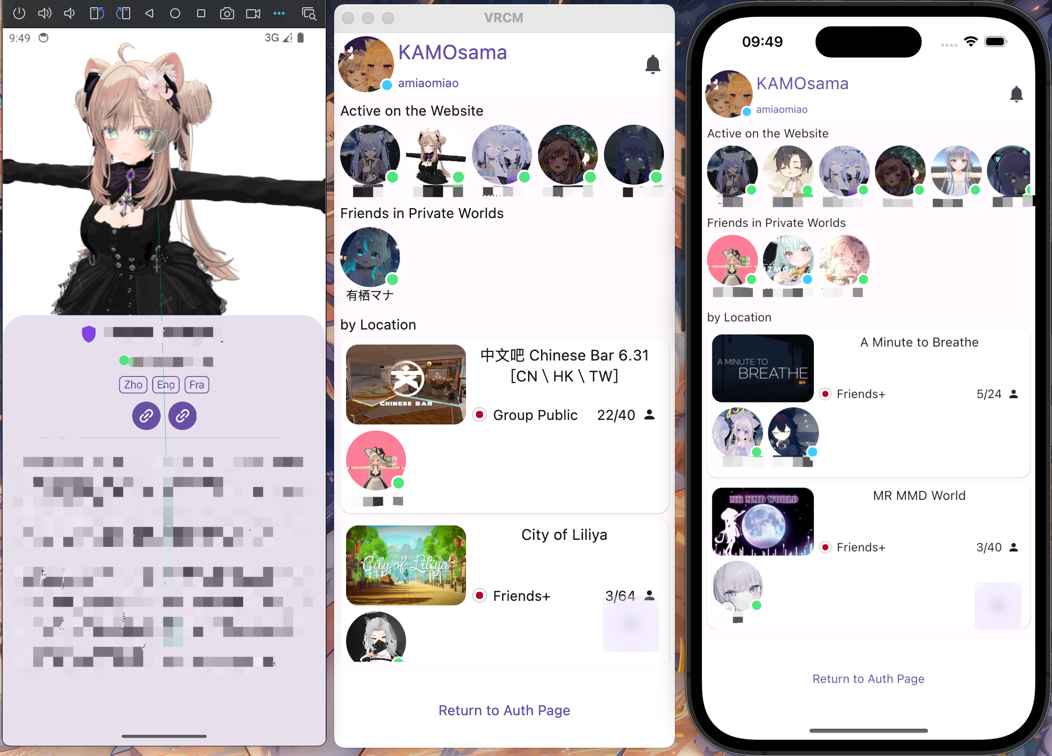 9:49
3G
Zho
Eng
Fra
VRCM
KAMOsama
amiaomiao
Active on the Website
Friends in Private Worlds
有栖マナ
by Location
CHINESE BAR
中文吧 Chinese Bar 6.31
[CN \ HK \ TW]
Group Public
22/40
City of Liliya
City of Liliya
Friends+
3/64
Return to Auth Page
09:49
KAMOsama
amiaomiao
Active on the Website
Friends in Private Worlds
by Location
A MINUTE TO
BREATHE
A Minute to Breathe
Friends+
5/24
MR MMD WORLD
MR MMD World
Friends+
3/40
Return to Auth Page